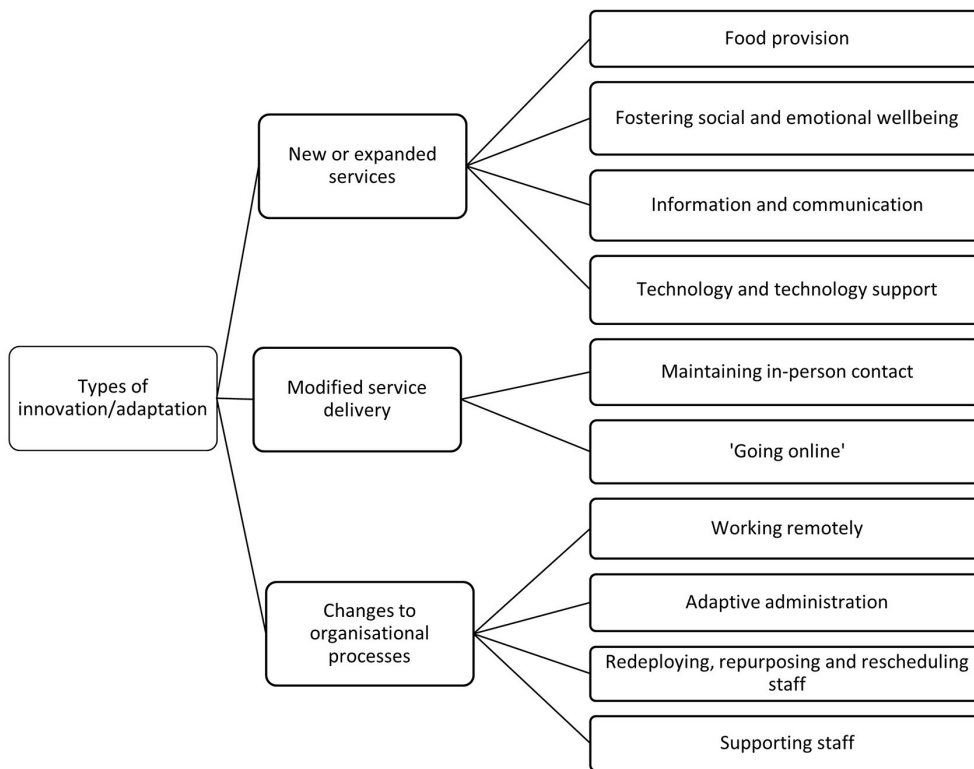 Types of
innovation/adaptation
New or expanded
services
Food provision
Fostering social and emotional wellbeing
Information and communication
Technology and technology support
Modified service
delivery
Maintaining in-person contact
'Going online'
Changes to
organisational
processes
Working remotely
Adaptive administration
Redeploying, repurposing and rescheduling
staff
Supporting staff